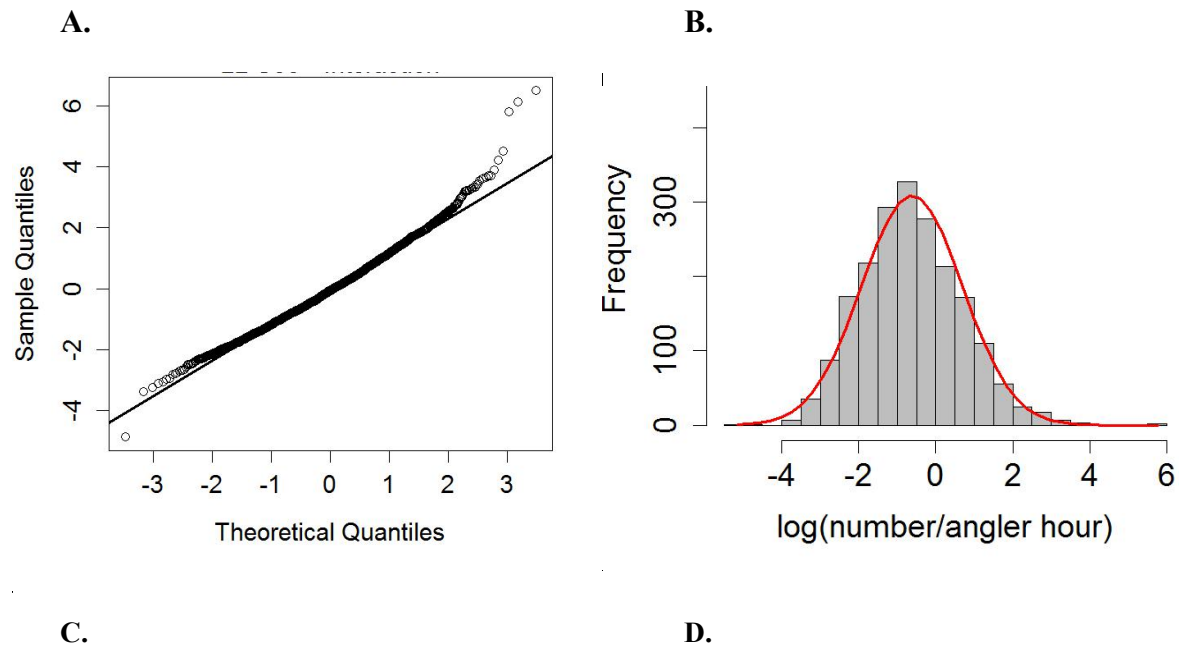 A.
B.
6
4
2
0
-2
-4
Sample Quantiles
-3 -2 -1 0 1 2 3
Theoretical Quantiles
300
100
0
Frequency
-4 -2 0 2 4 6
log(number/angler hour)
C.
D.